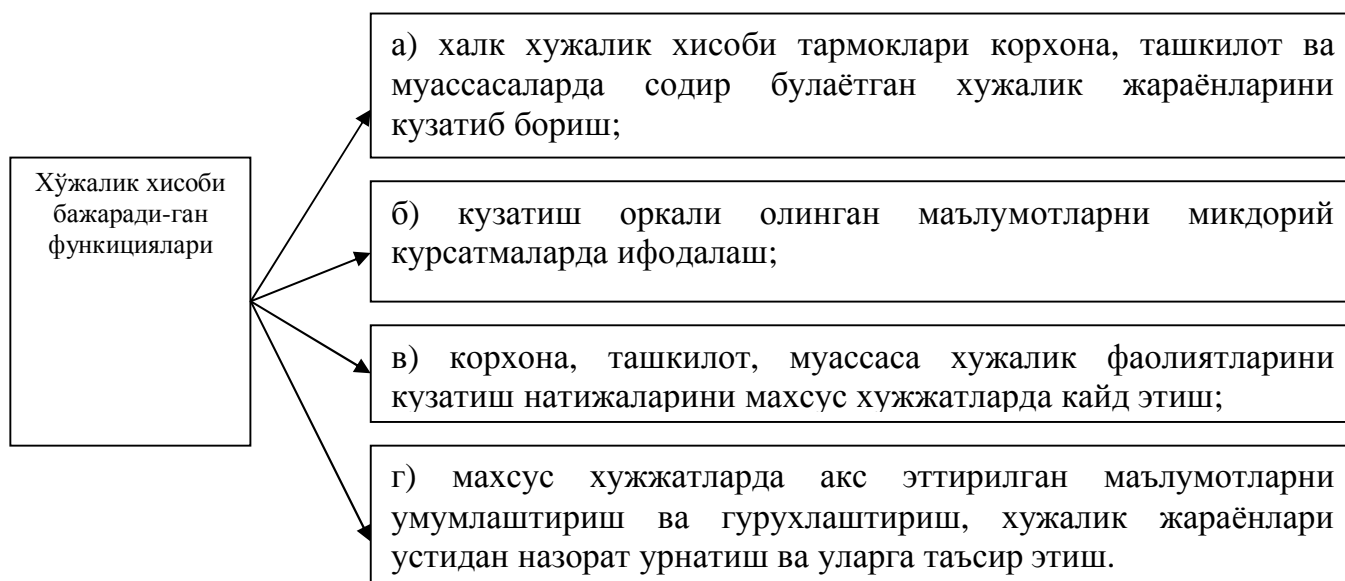 Хўжалик хисоби
бажаради-ган
функициялари
а) халк хужалик хисоби тармоклари корхона, ташкилот ва
муассасаларда содир булаётган хужалик жараёнларини
кузатиб бориш;
б) кузатиш оркали олинган маълумотларни микдорий
курсатмаларда ифодалаш;
в) корхона, ташкилот, муассаса хужалик фаолиятларини
кузатиш натижаларини махсус хужжатларда кайд этиш;
г) махсус хужжатларда акс эттирилган маълумотларни
умумлаштириш ва гурухлаштириш, хужалик жараёнлари
устидан назорат урнатиш ва уларга таъсир этиш.